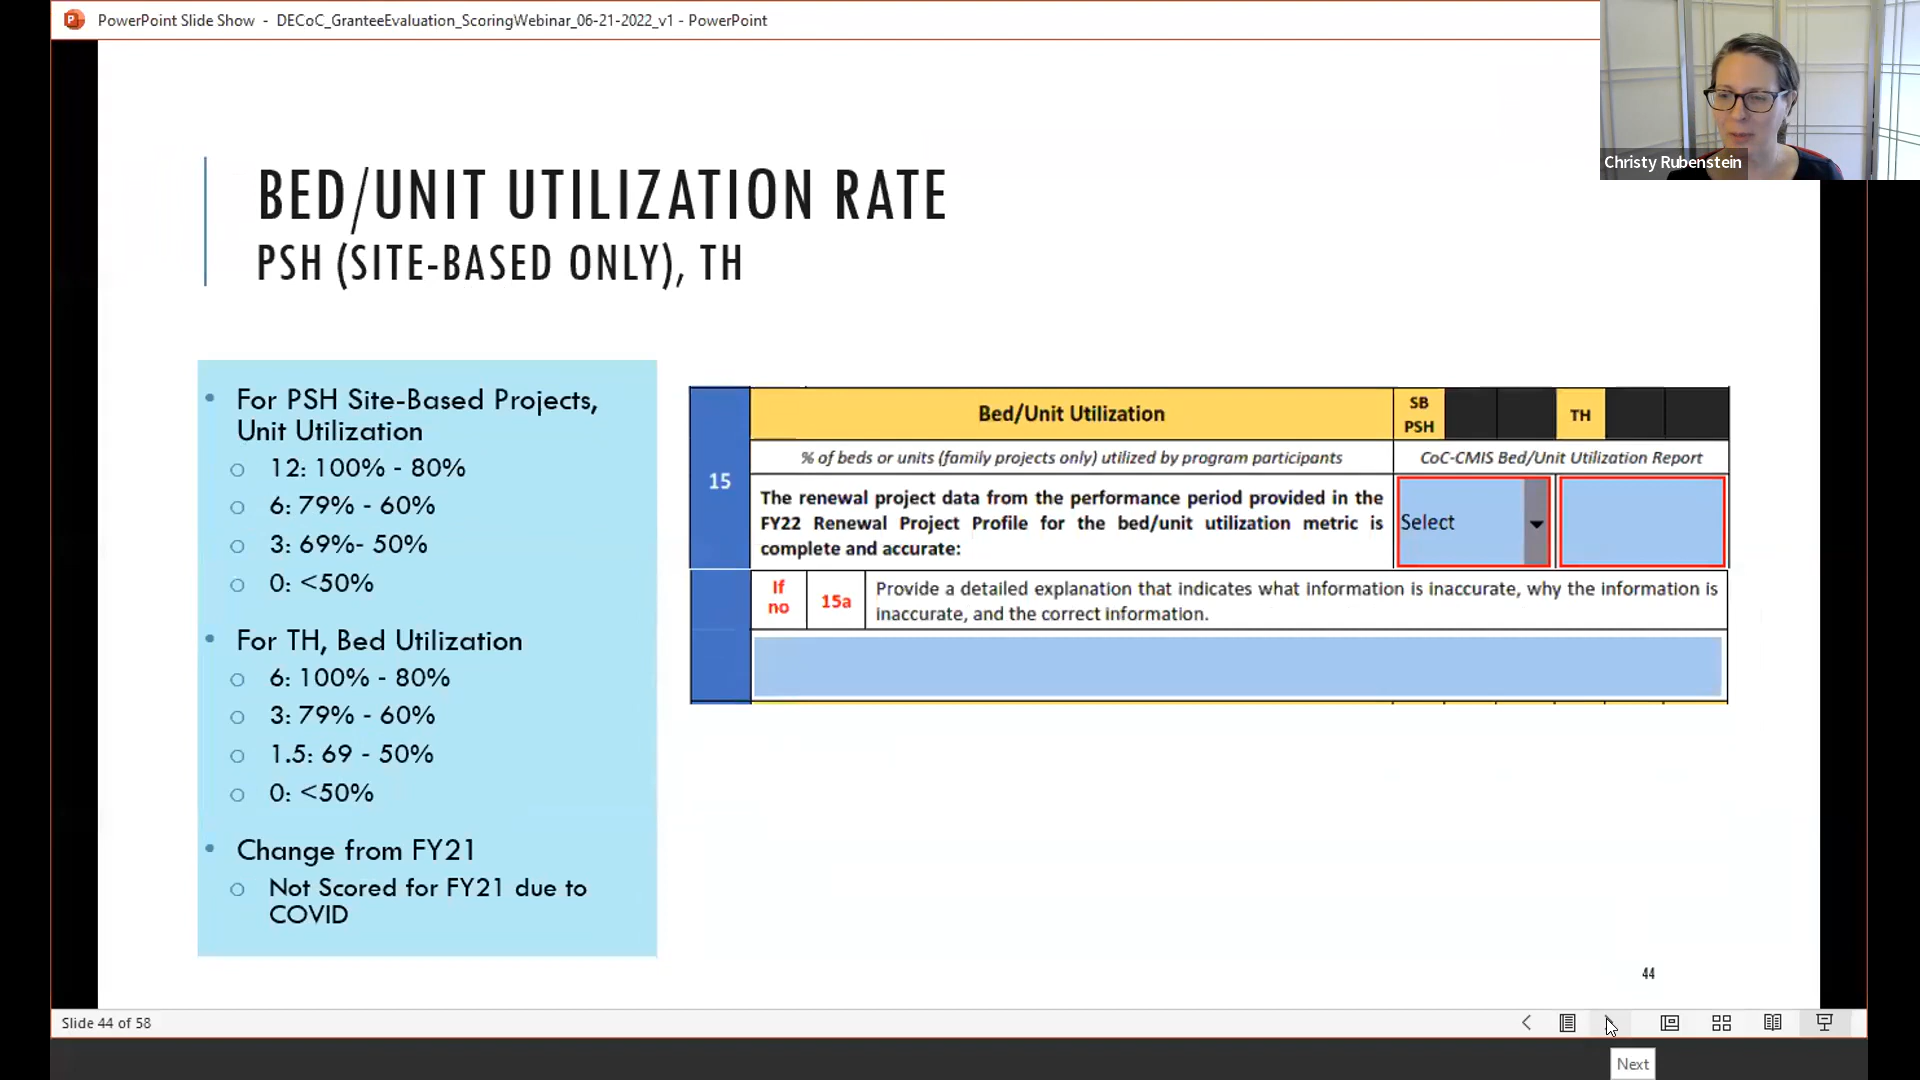 PowerPoint Slide Show - DECoC_GranteeEvaluation_ScoringWebinar_06-21-2022_v1 - PowerPoint
Christy Rubenstein
BED/UNIT UTILIZATION RATE
PSH (SITE-BASED ONLY), TH
• For PSH Site-Based Projects,
Unit Utilization
o 12: 100% - 80%
o 6: 79% - 60%
o 3: 69%- 50%
o 0: <50%
• For TH, Bed Utilization
o 6: 100% - 80%
o 3: 79% - 60%
o 1.5: 69 - 50%
o 0: <50%
• Change from FY21
o Not Scored for FY21 due to
COVID
15
Bed/Unit Utilization
SB
PSH
TH
% of beds or units (family projects only) utilized by program participants
CoC-CMIS Bed/Unit Utilization Report
The renewal project data from the performance period provided in the
FY22 Renewal Project Profile for the bed/unit utilization metric is
complete and accurate:
Select
If
no
15a
Provide a detailed explanation that indicates what information is inaccurate, why the information is
inaccurate, and the correct information.
44
Slide 44 of 58
Next